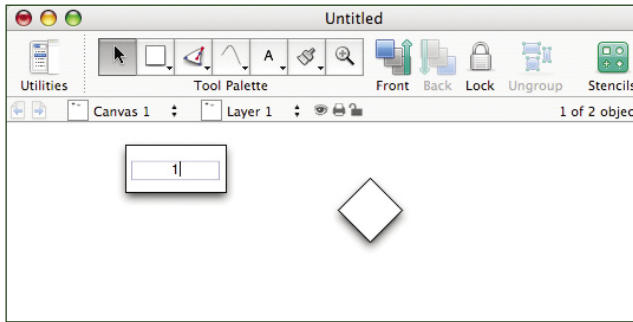 Untitled
A
Utilities
Tool Palette
Front
Back
Lock
Ungroup
Stencils
Canvas 1
Layer 1
1 of 2 objec
1